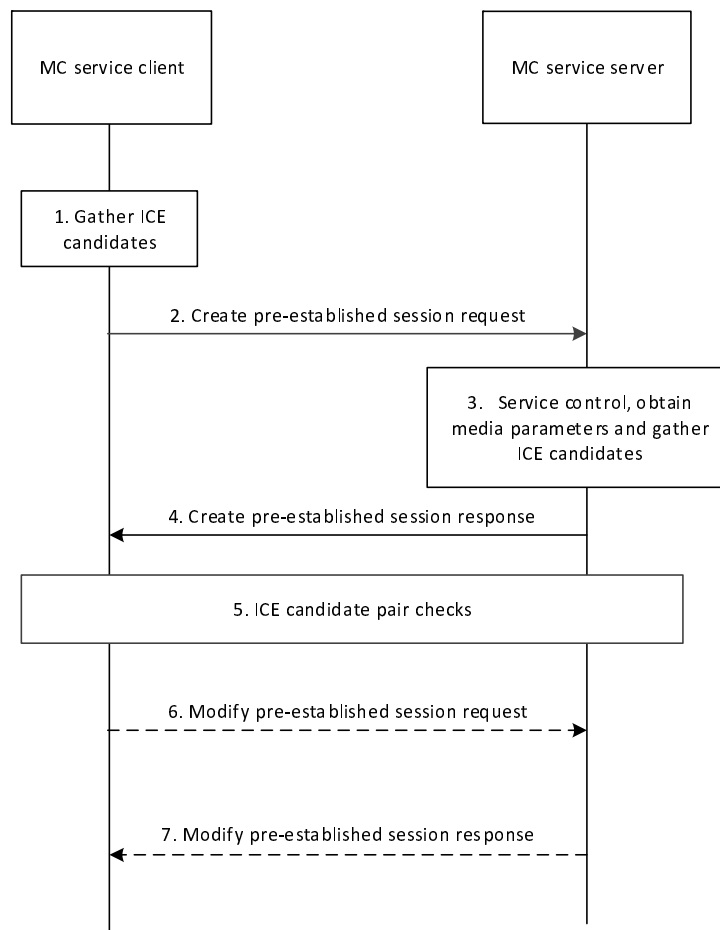 MC service client
MC service server
1. Gather ICE
candidates
2. Create pre-established session request
3. Service control, obtain
media parameters and gather
ICE candidates
4. Create pre-established session response
5. ICE candidate pair checks
6. Modify pre-established session request
7. Modify pre-established session response